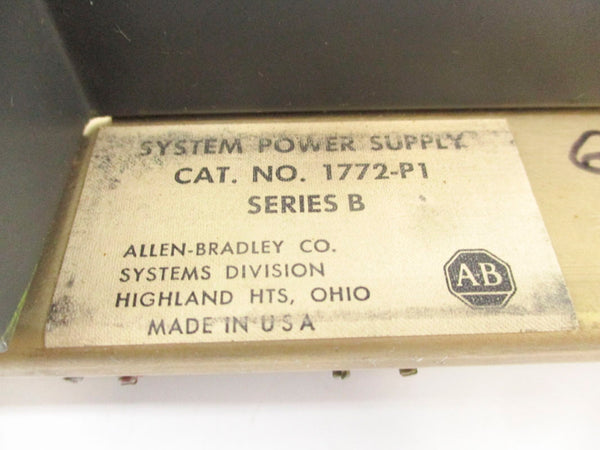 SYSTEM POWER SUPPLY
CAT. NO. 1772-P1
SERIES B
ALLEN-BRADLEY CO.
SYSTEMS DIVISION
HIGHLAND HTS, OHIO
MADE IN USA
AB